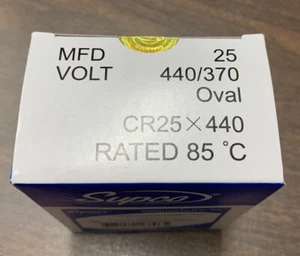 MFD 25
VOLT 440/370
Oval
CR25×440
RATED 85 °C
Supco ®